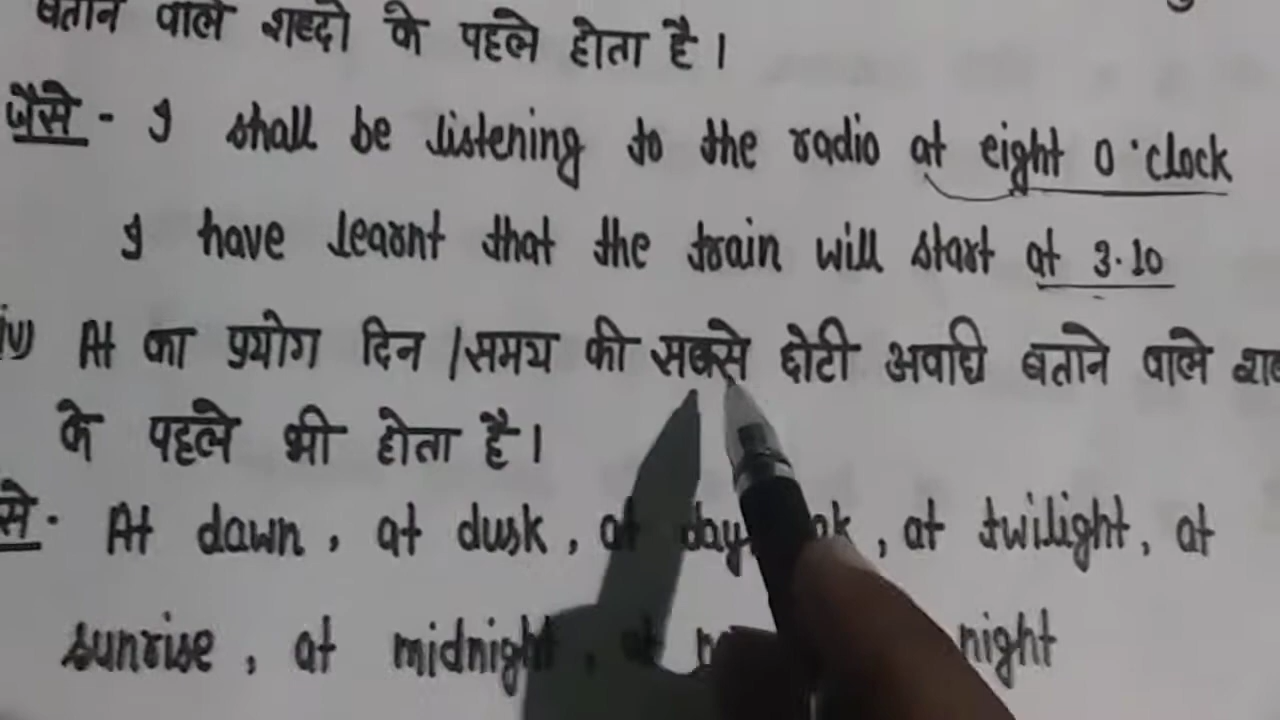 बताने वाले शब्दो के पहले होता है।
जैसे - I shall be listening to the radio at eight o'clock
I have learnt that the train will start at 3.10
iv) At का प्रयोग दिन /समय की सबसे छोटी अवधि बताने वाले
के पहले भी होता है।
At dawn, at dusk, at, at twilight, at
sunrise, at midnight, at night